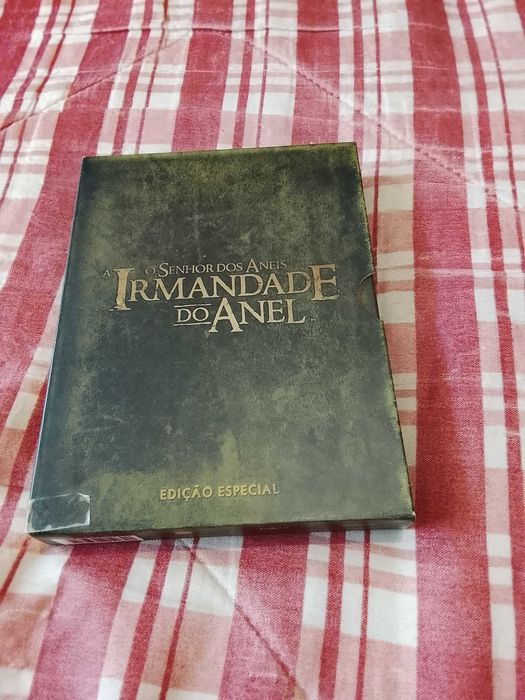 O SENHOR DOS ANÉIS
A IRMANDADE
DO ANEL
EDIÇÃO ESPECIAL